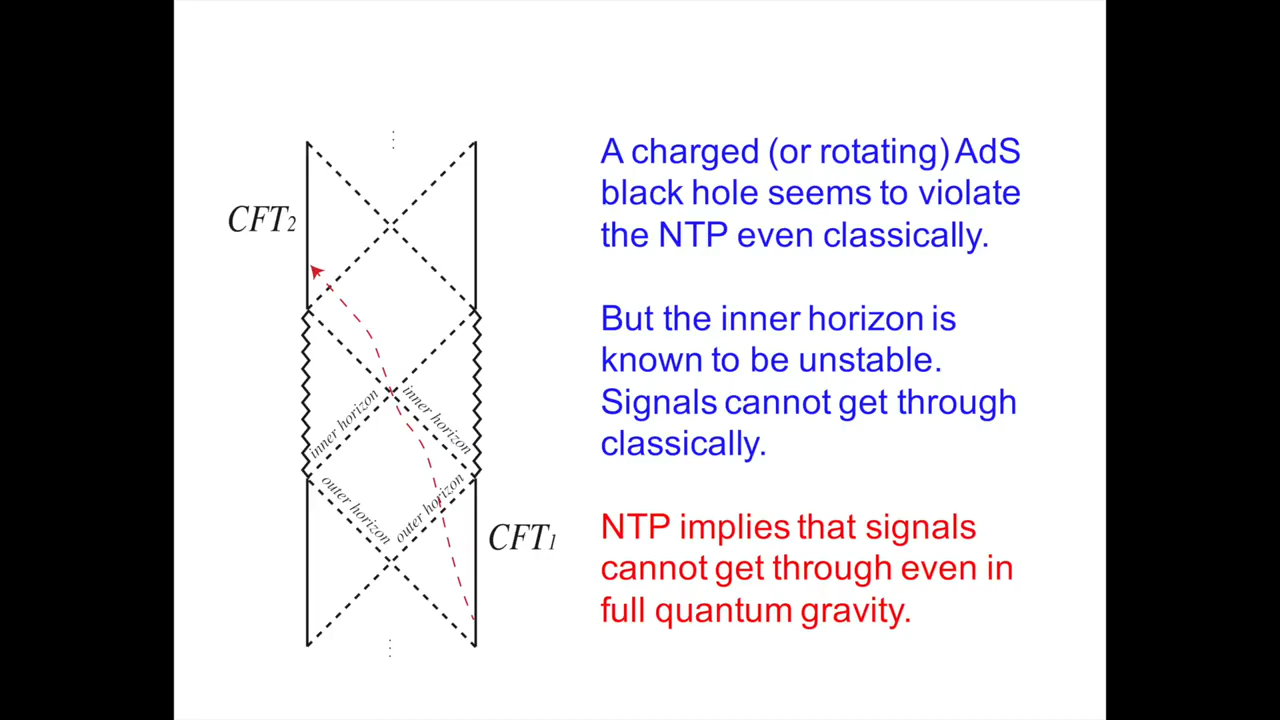 A charged (or rotating) AdS
black hole seems to violate
the NTP even classically.
But the inner horizon is
known to be unstable.
Signals cannot get through
classically.
NTP implies that signals
cannot get through even in
full quantum gravity.
CFT2
inner horizon
inner horizon
outer horizon
outer horizon
CFT1